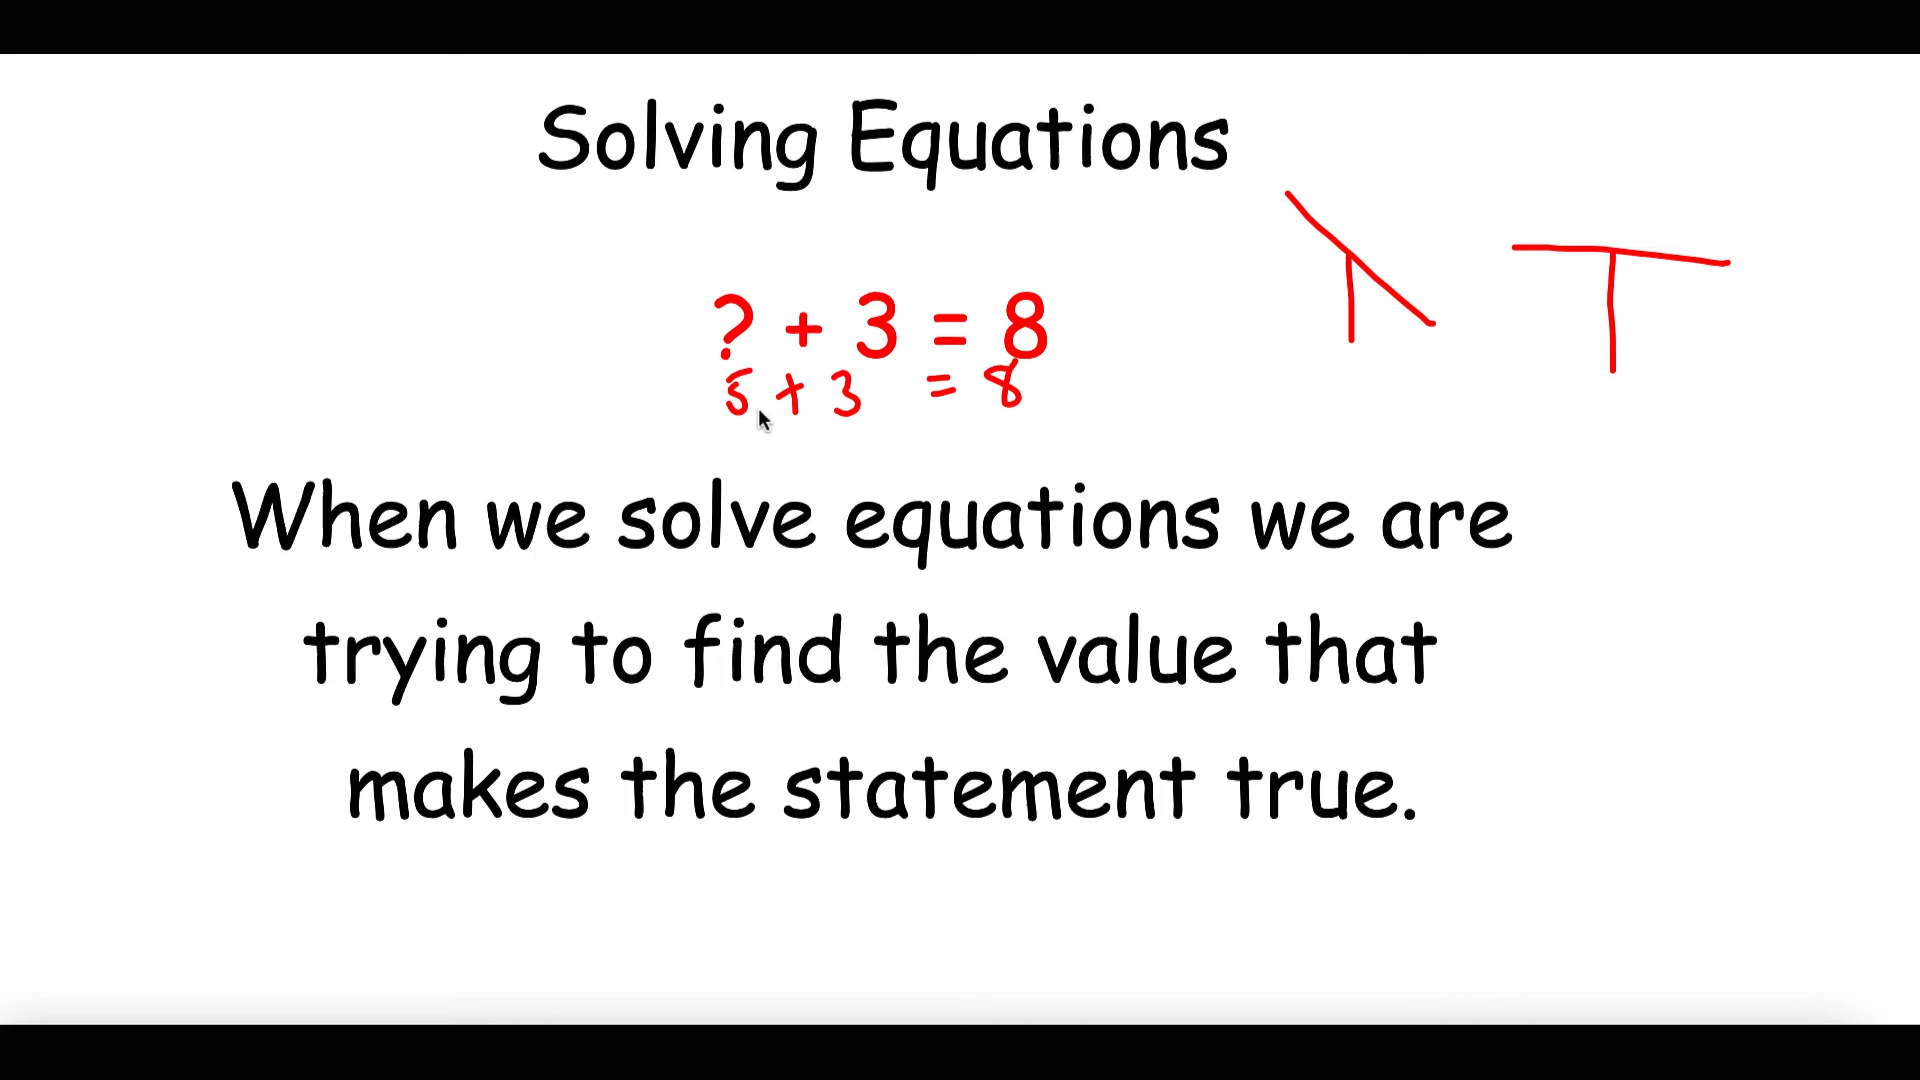 Solving Equations
? + 3 = 8
5 + 3 = 8
When we solve equations we are
trying to find the value that
makes the statement true.